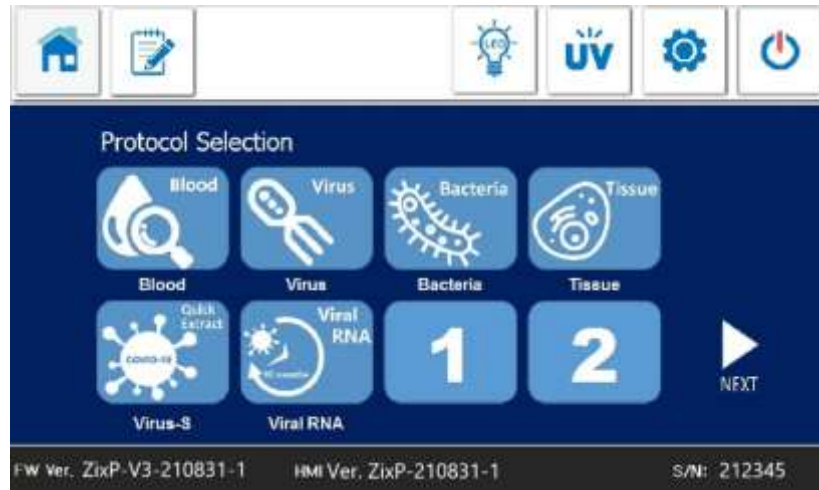 LED
UV
Protocol Selection
Blood
Virus
Bacteria
Tissue
Blood
Virus
Bacteria
Tissue
Quick
Extract
COVID-19
Viral
RNA
1
2
NEXT
Virus-S
Viral RNA
FW Ver. ZixP-V3-210831-1
HMI Ver. ZixP-210831-1
S/N: 212345